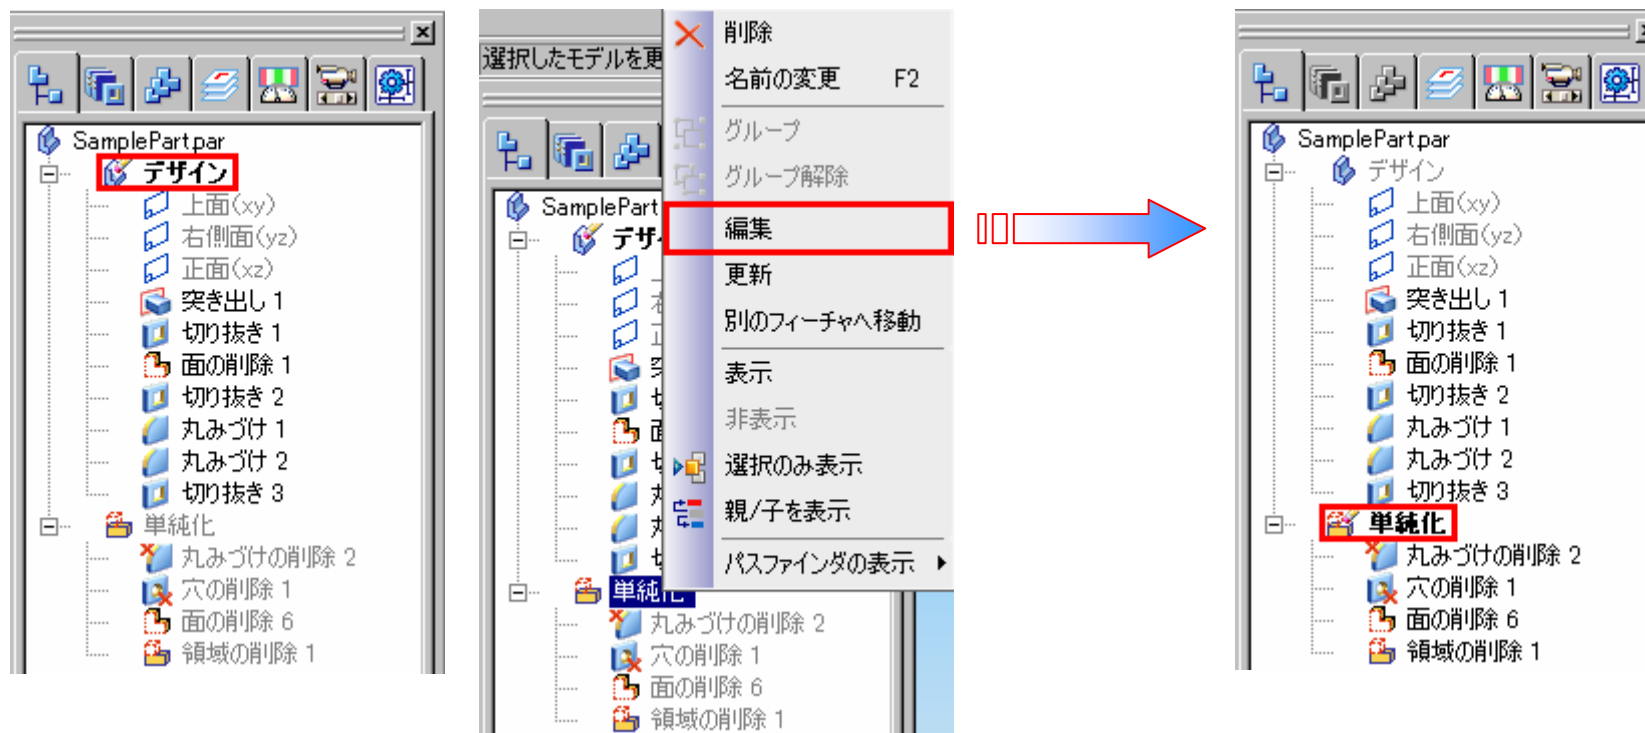 SamplePart.par
デザイン
上面(xy)
右側面(yz)
正面(xz)
突き出し 1
切り抜き 1
面の削除 1
切り抜き 2
丸みづけ 1
丸みづけ 2
切り抜き 3
単純化
丸みづけの削除 2
穴の削除 1
面の削除 6
領域の削除 1
選択したモデルを更
SamplePart
デザ
単純化
丸みづけの削除 2
穴の削除 1
面の削除 6
領域の削除 1
削除
名前の変更 F2
グループ
グループ解除
編集
更新
別のフィーチャへ移動
表示
非表示
選択のみ表示
親/子を表示
パスファインダの表示
SamplePart.par
デザイン
上面(xy)
右側面(yz)
正面(xz)
突き出し 1
切り抜き 1
面の削除 1
切り抜き 2
丸みづけ 1
丸みづけ 2
切り抜き 3
単純化
丸みづけの削除 2
穴の削除 1
面の削除 6
領域の削除 1